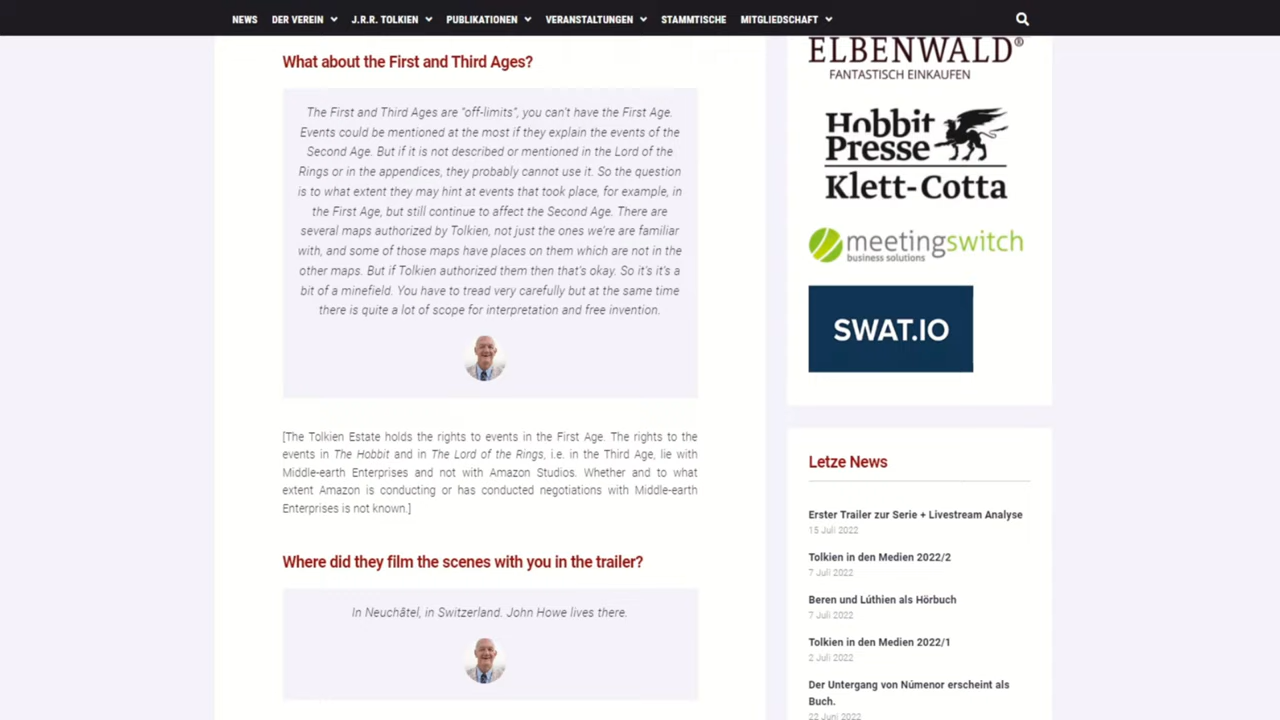 NEWS DER VEREIN J.R.R. TOLKIEN PUBLIKATIONEN VERANSTALTUNGEN STAMMTISCHE MITGLIEDSCHAFT
What about the First and Third Ages?
The First and Third Ages are "off-limits", you can't have the First Age.
Events could be mentioned at the most if they explain the events of the
Second Age. But if it is not described or mentioned in the Lord of the
Rings or in the appendices, they probably cannot use it. So the question
is to what extent they may hint at events that took place, for example, in
the First Age, but still continue to affect the Second Age. There are
several maps authorized by Tolkien, not just the ones we're are familiar
with, and some of those maps have places on them which are not in the
other maps. But if Tolkien authorized them then that's okay. So it's it's a
bit of a minefield. You have to tread very carefully but at the same time
there is quite a lot of scope for interpretation and free invention.
[The Tolkien Estate holds the rights to events in the First Age. The rights to the
events in The Hobbit and in The Lord of the Rings, i.e. in the Third Age, lie with
Middle-earth Enterprises and not with Amazon Studios. Whether and to what
extent Amazon is conducting or has conducted negotiations with Middle-earth
Enterprises is not known.]
Where did they film the scenes with you in the trailer?
In Neuchâtel, in Switzerland. John Howe lives there.
ELBENWALD®
FANTASTISCH EINKAUFEN
Hobbit
Presse
Klett-Cotta
meetingswitch
business solutions
SWAT.IO
Letze News
Erster Trailer zur Serie + Livestream Analyse
15 Juli 2022
Tolkien in den Medien 2022/2
7 Juli 2022
Beren und Lúthien als Hörbuch
7 Juli 2022
Tolkien in den Medien 2022/1
2 Juli 2022
Der Untergang von Númenor erscheint als
Buch.
22 Juni 2022